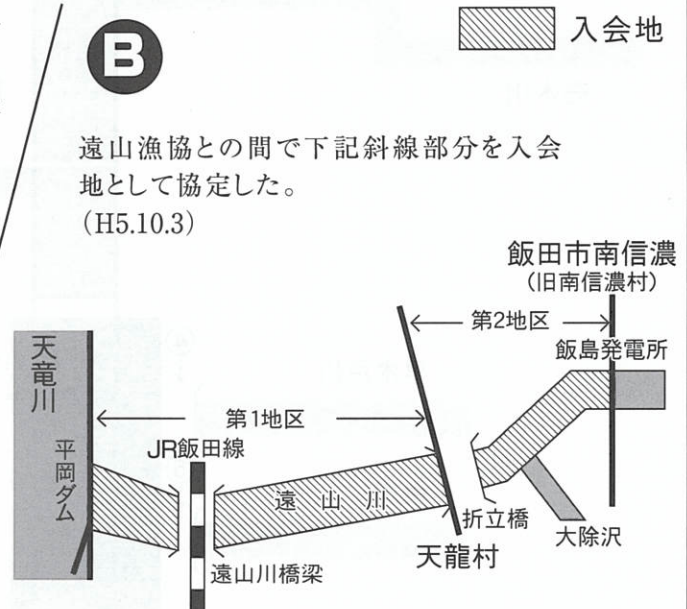 入会地
B
遠山漁協との間で下記斜線部分を入会
地として協定した。
(H5.10.3)
飯田市南信濃
(旧南信濃村)
第2地区
飯島発電所
天竜川
第1地区
JR飯田線
平岡ダム
遠山川
折立橋
大除沢
天龍村
遠山川橋梁